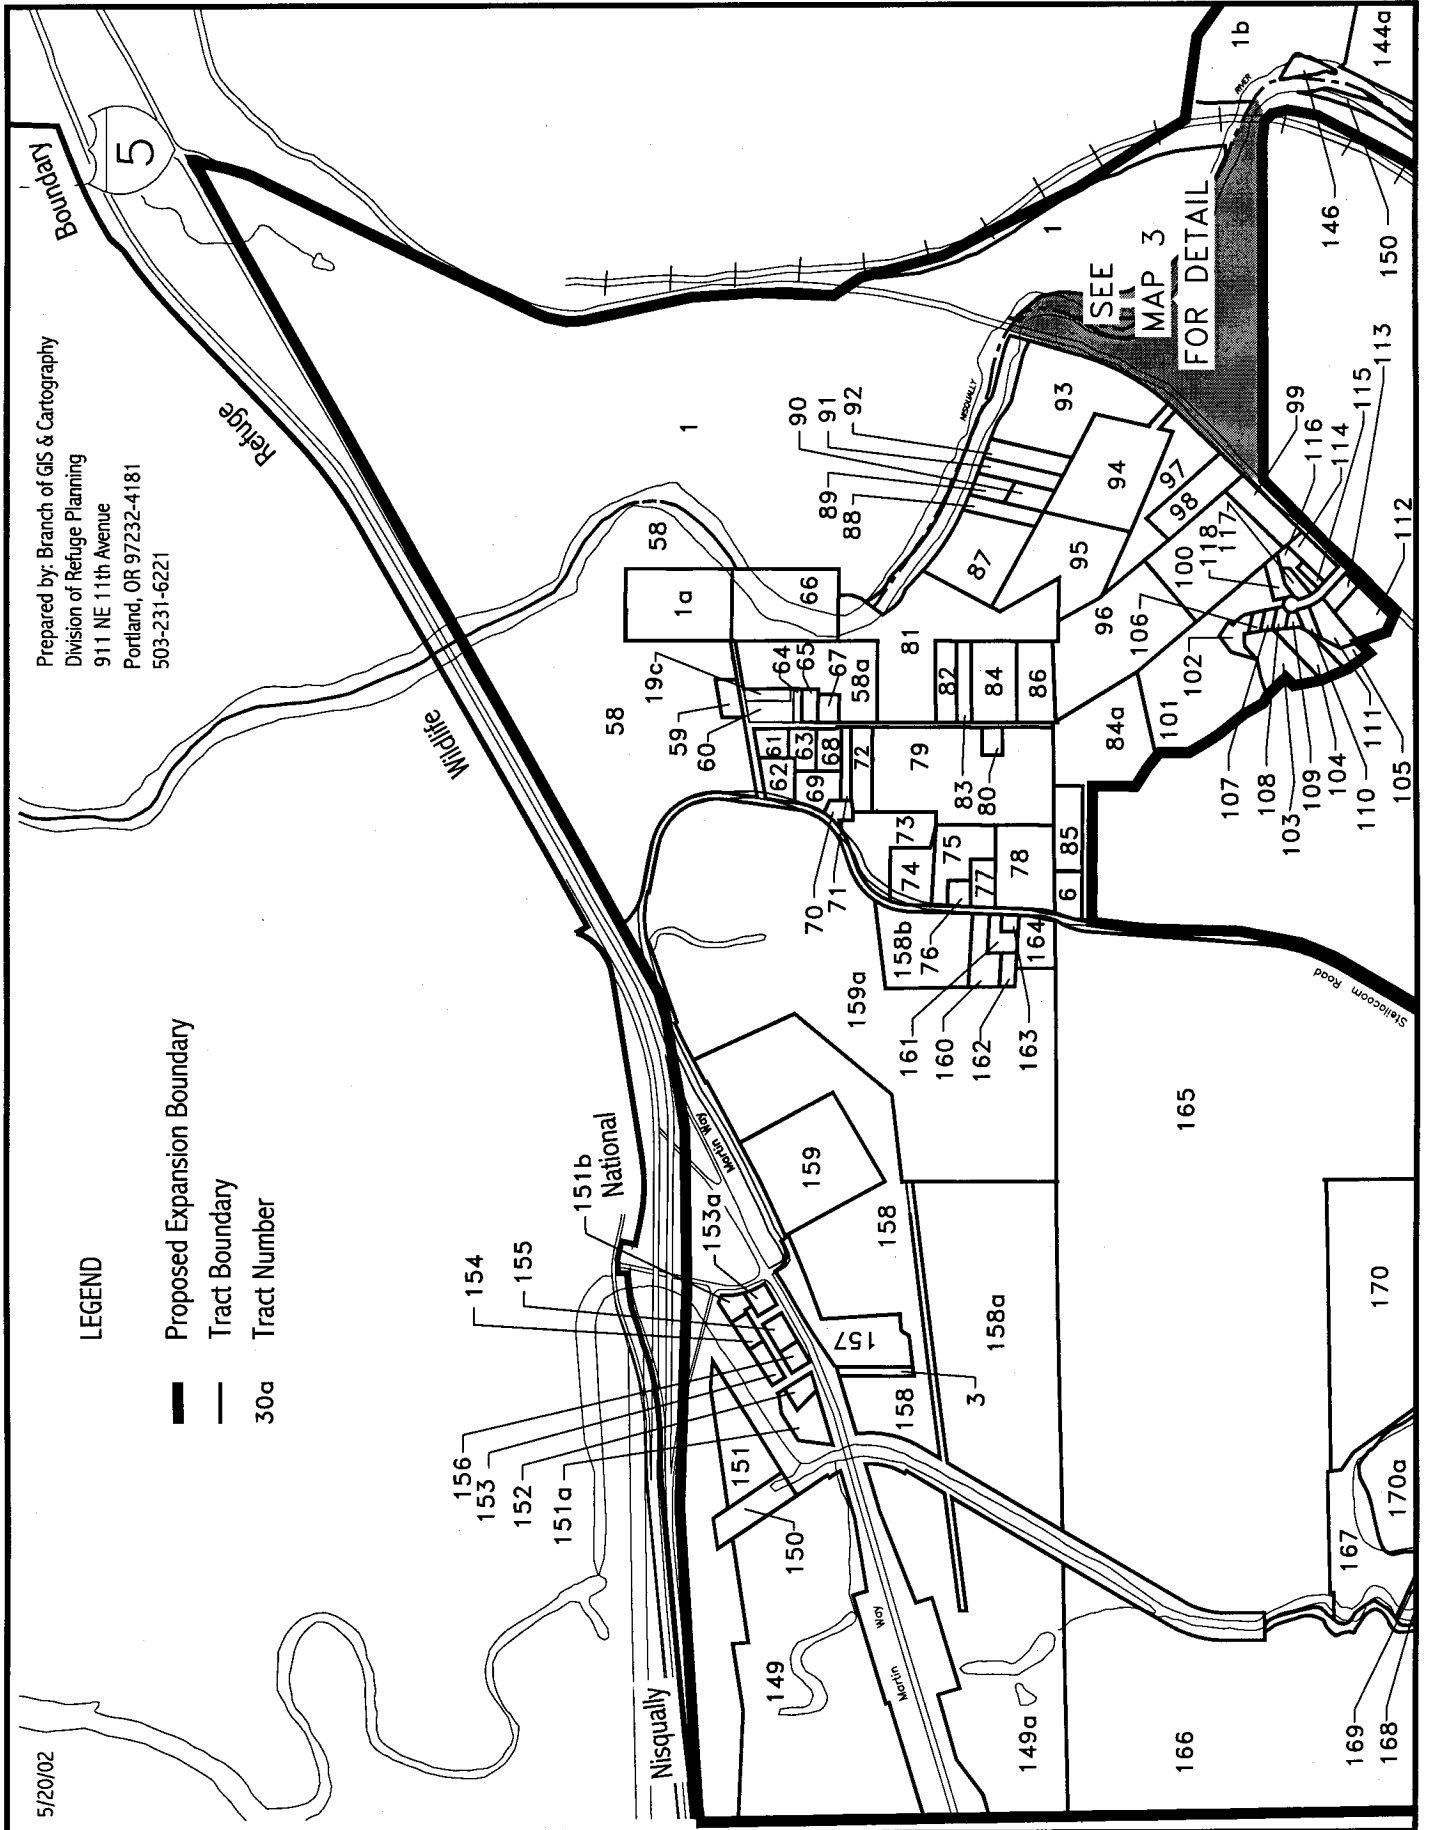 5/20/02
Prepared by: Branch of GIS & Cartography
Division of Refuge Planning
911 NE 11th Avenue
Portland, OR 97232-4181
503-231-6221
LEGEND
Proposed Expansion Boundary
Tract Boundary
30a Tract Number
Nisqually
National
Wildlife
Refuge
Boundary
5
Martin Way
Martin Way
Steilacoom Road
NISQUALLY
RIVER
SEE
MAP 3
FOR DETAIL
1
1
1a
1b
144a
146
150
58
58
58a
59
60
19c
64
65
67
66
61
62
63
68
69
70
71
72
73
74
75
76
77
78
79
80
81
82
83
84
84a
85
86
6
87
88
89
90
91
92
93
94
95
96
97
98
99
100
101
102
103
104
105
106
107
108
109
110
111
112
113
114
115
116
117
118
149
149a
150
151
151a
151b
152
153
153a
154
155
156
157
158
158
158a
158b
159
159a
160
161
162
163
164
165
166
167
168
169
170
170a
3